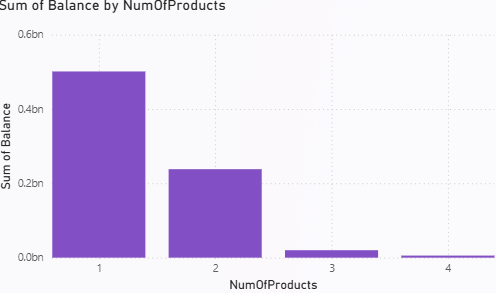 Sum of Balance by NumOfProducts
0.6bn
0.4bn
0.2bn
0.0bn
Sum of Balance
1 2 3 4
NumOfProducts